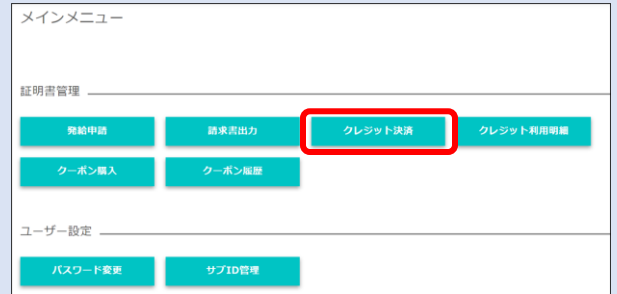 メインメニュー
証明書管理
発給申請 請求書出力 クレジット決済 クレジット利用明細
クーポン購入 クーポン履歴
ユーザー設定
パスワード変更 サブID管理